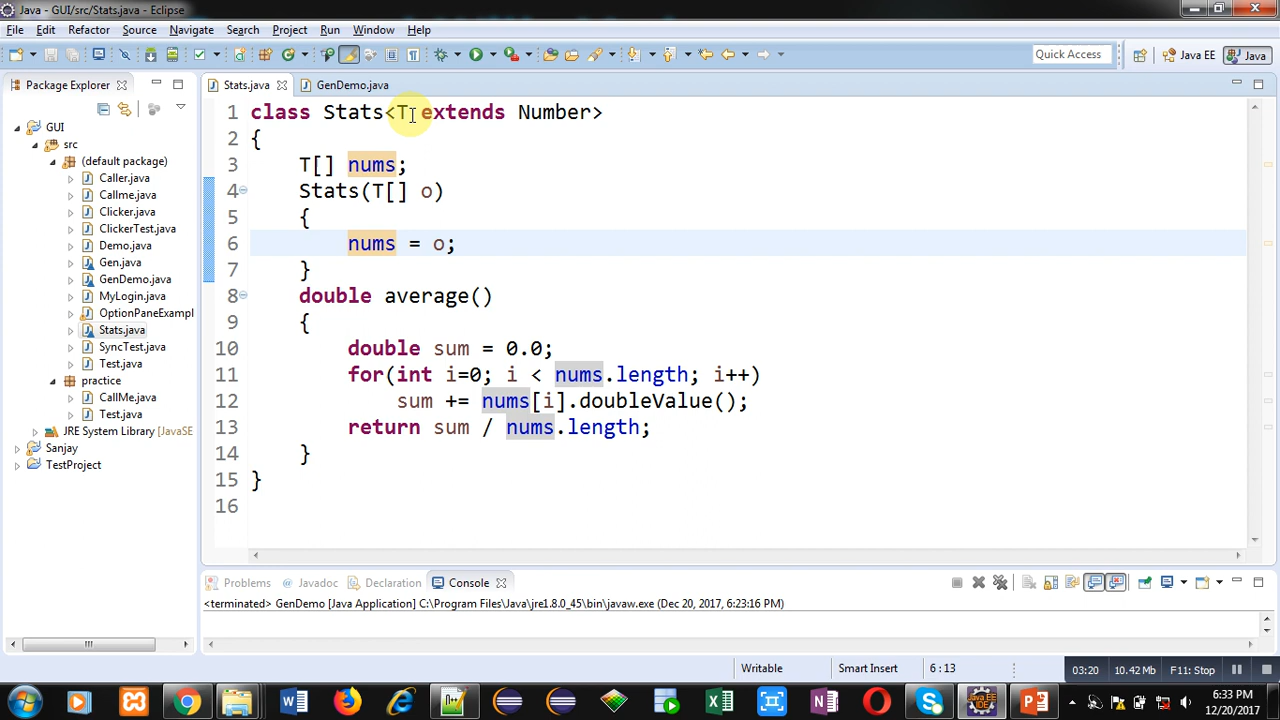 Java - GUI/src/Stats.java - Eclipse
File Edit Refactor Source Navigate Search Project Run Window Help
Quick Access Java EE Java
Package Explorer
GUI
src
(default package)
Caller.java
Callme.java
Clicker.java
ClickerTest.java
Demo.java
Gen.java
GenDemo.java
MyLogin.java
OptionPaneExampl
Stats.java
SyncTest.java
Test.java
practice
CallMe.java
Test.java
JRE System Library [JavaSE
Sanjay
TestProject
Stats.java GenDemo.java
1 class Stats<T extends Number>
2 {
3 T[] nums;
4 Stats(T[] o)
5 {
6 nums = o;
7 }
8 double average()
9 {
10 double sum = 0.0;
11 for(int i=0; i < nums.length; i++)
12 sum += nums[i].doubleValue();
13 return sum / nums.length;
14 }
15 }
16
Problems Javadoc Declaration Console
<terminated> GenDemo [Java Application] C:\Program Files\Java\jre1.8.0_45\bin\javaw.exe (Dec 20, 2017, 6:23:16 PM)
Writable Smart Insert 6 : 13 03:20 10.42 Mb F11: Stop
6:33 PM
12/20/2017